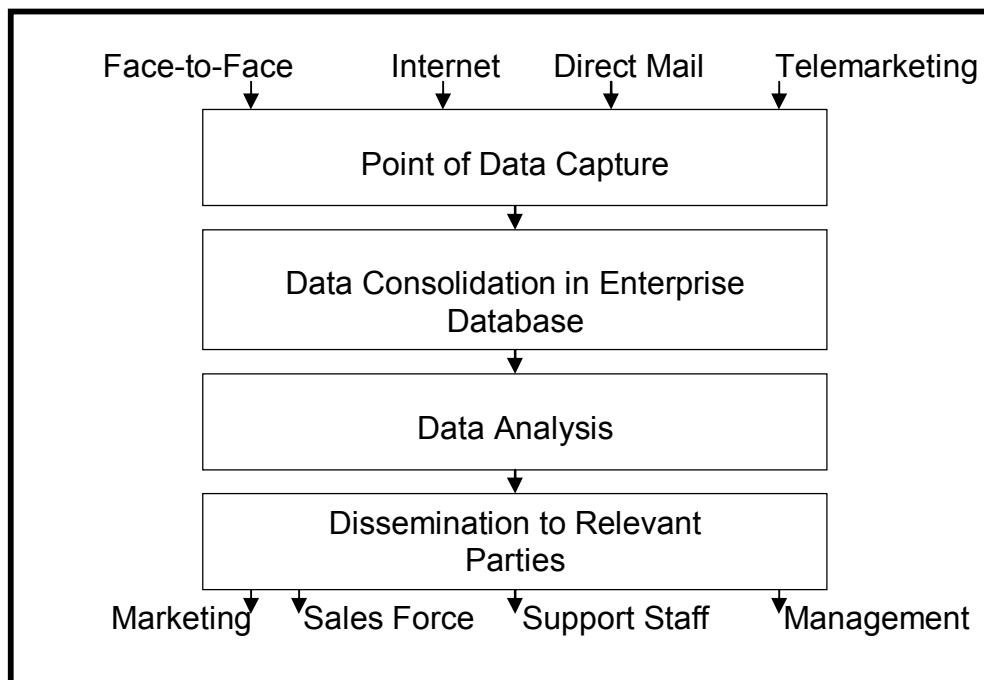 Face-to-Face Internet Direct Mail Telemarketing
Point of Data Capture
Data Consolidation in Enterprise
Database
Data Analysis
Dissemination to Relevant
Parties
Marketing Sales Force Support Staff Management